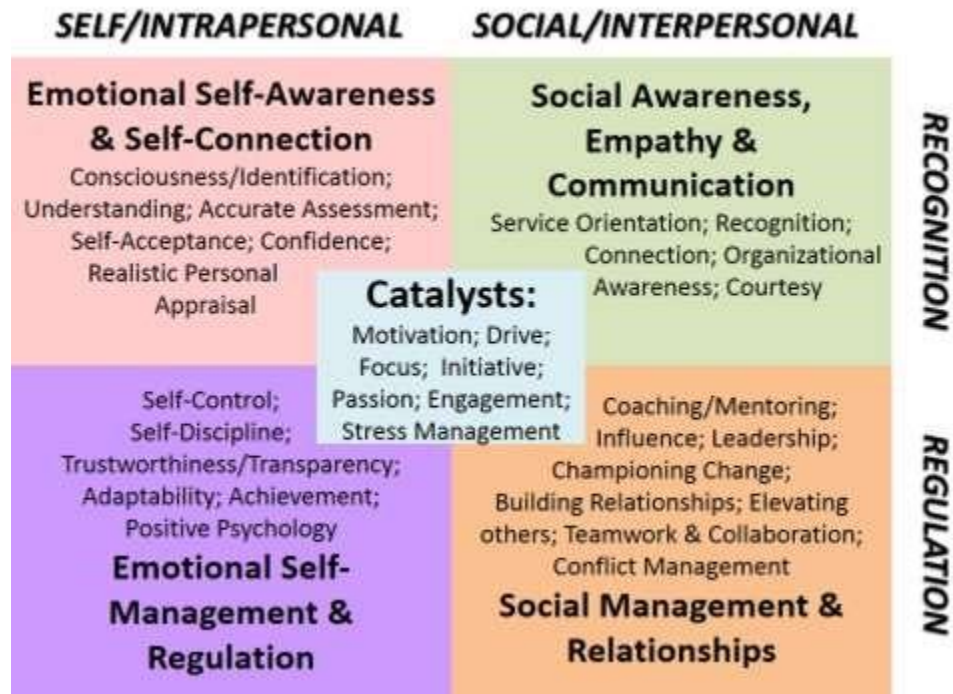 SELF/INTRAPERSONAL
SOCIAL/INTERPERSONAL
Emotional Self-Awareness
& Self-Connection
Consciousness/Identification;
Understanding; Accurate Assessment;
Self-Acceptance; Confidence;
Realistic Personal
Appraisal
Social Awareness,
Empathy &
Communication
Service Orientation; Recognition;
Connection; Organizational
Awareness; Courtesy
RECOGNITION
Catalysts:
Motivation; Drive;
Focus; Initiative;
Passion; Engagement;
Stress Management
Self-Control;
Self-Discipline;
Trustworthiness/Transparency;
Adaptability; Achievement;
Positive Psychology
Emotional Self-
Management &
Regulation
Coaching/Mentoring;
Influence; Leadership;
Championing Change;
Building Relationships; Elevating
others; Teamwork & Collaboration;
Conflict Management
Social Management &
Relationships
REGULATION